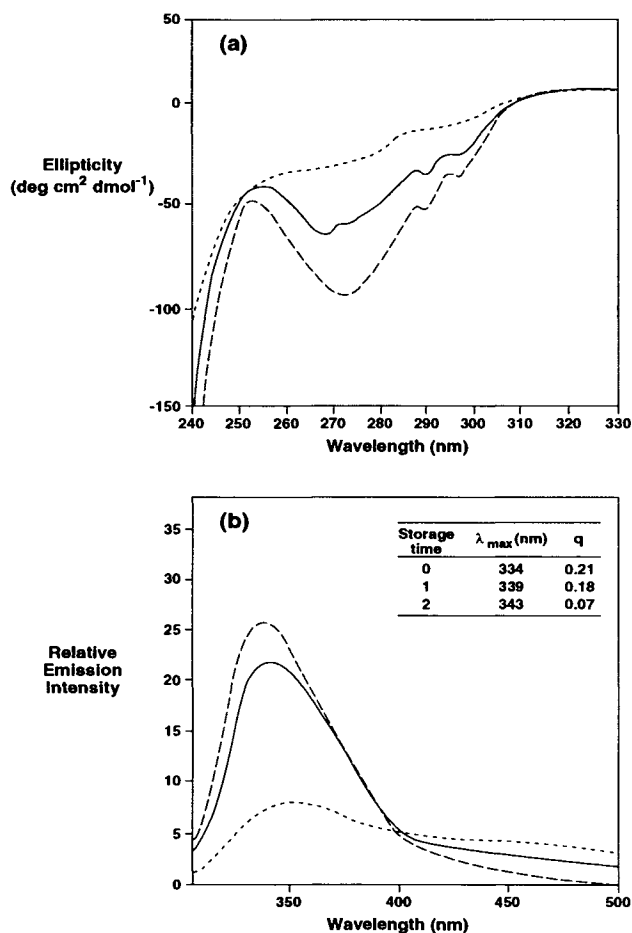 (a)
50
0
-50
-100
-150
Ellipticity
(deg cm² dmol⁻¹)
240 250 260 270 280 290 300 310 320 330
Wavelength (nm)
(b)
35
30
25
20
15
10
5
0
Relative
Emission
Intensity
Storage time λ max (nm) q
0 334 0.21
1 339 0.18
2 343 0.07
350 400 450 500
Wavelength (nm)